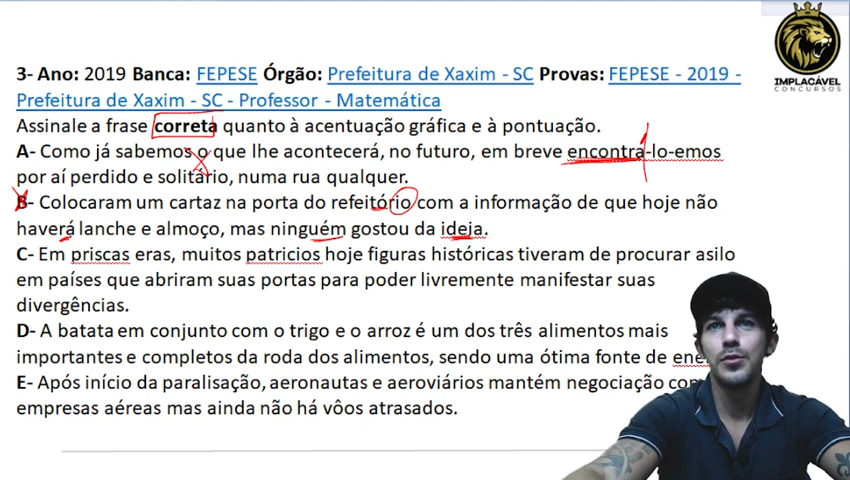 IMPLACÁVEL
CONCURSOS
3- Ano: 2019 Banca: FEPESE Órgão: Prefeitura de Xaxim - SC Provas: FEPESE - 2019 -
Prefeitura de Xaxim - SC - Professor - Matemática
Assinale a frase correta quanto à acentuação gráfica e à pontuação.
A- Como já sabemos o que lhe acontecerá, no futuro, em breve encontra-lo-emos
por aí perdido e solitário, numa rua qualquer.
B- Colocaram um cartaz na porta do refeitório com a informação de que hoje não
haverá lanche e almoço, mas ninguém gostou da ideja.
C- Em priscas eras, muitos patricios hoje figuras históricas tiveram de procurar asilo
em países que abriram suas portas para poder livremente manifestar suas
divergências.
D- A batata em conjunto com o trigo e o arroz é um dos três alimentos mais
importantes e completos da roda dos alimentos, sendo uma ótima fonte de
E- Após início da paralisação, aeronautas e aeroviários mantém negociação
empresas aéreas mas ainda não há vôos atrasados.